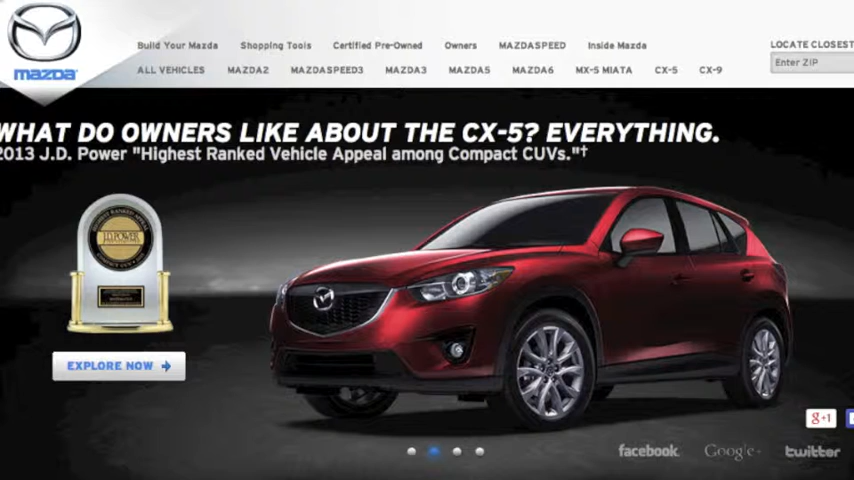 Build Your Mazda Shopping Tools Certified Pre-Owned Owners MAZDASPEED Inside Mazda
LOCATE CLOSEST
mazda
ALL VEHICLES MAZDA2 MAZDASPEED3 MAZDA3 MAZDA5 MAZDA6 MX-5 MIATA CX-5 CX-9
Enter ZIP
WHAT DO OWNERS LIKE ABOUT THE CX-5? EVERYTHING.
2013 J.D. Power "Highest Ranked Vehicle Appeal among Compact CUVs."†
J.D. POWER
EXPLORE NOW
g+1
facebook Google+ twitter